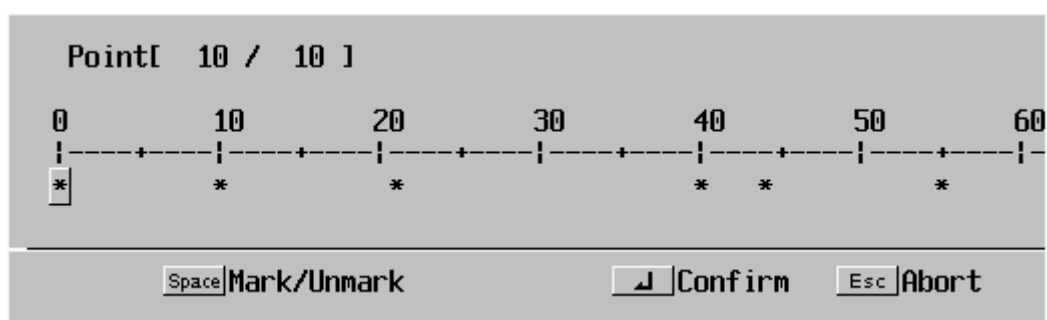 Point[  10 /  10 ]
0 10 20 30 40 50 60
¦----+----¦----+----¦----+----¦----+----¦----+----¦----+----¦-
* * * * * *
Space Mark/Unmark ↵ Confirm Esc Abort